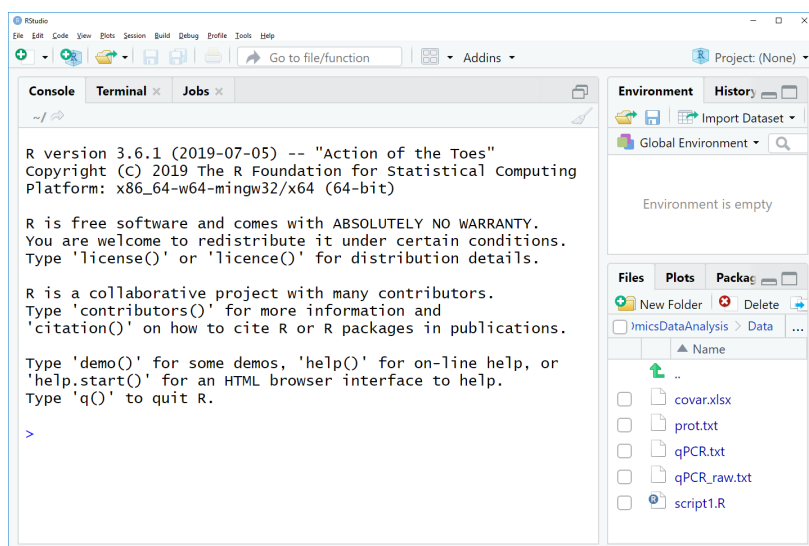 RStudio
File Edit Code View Plots Session Build Debug Profile Tools Help
Go to file/function Addins Project: (None)
Console Terminal Jobs
~/
R version 3.6.1 (2019-07-05) -- "Action of the Toes"
Copyright (C) 2019 The R Foundation for Statistical Computing
Platform: x86_64-w64-mingw32/x64 (64-bit)
R is free software and comes with ABSOLUTELY NO WARRANTY.
You are welcome to redistribute it under certain conditions.
Type 'license()' or 'licence()' for distribution details.
R is a collaborative project with many contributors.
Type 'contributors()' for more information and
'citation()' on how to cite R or R packages in publications.
Type 'demo()' for some demos, 'help()' for on-line help, or
'help.start()' for an HTML browser interface to help.
Type 'q()' to quit R.
>
Environment History
Import Dataset
Global Environment
Environment is empty
Files Plots Packag
New Folder Delete
micsDataAnalysis > Data ...
Name
..
covar.xlsx
prot.txt
qPCR.txt
qPCR_raw.txt
script1.R